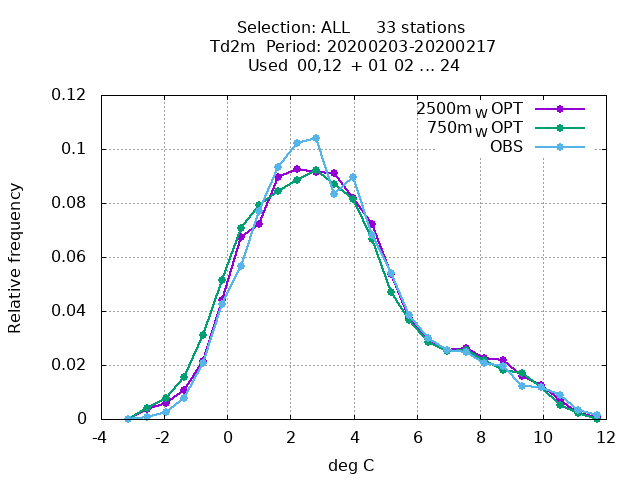 Selection: ALL 33 stations
Td2m Period: 20200203-20200217
Used 00,12 + 01 02 ... 24
0.12
0.1
0.08
0.06
0.04
0.02
0
Relative frequency
2500m_W OPT
750m_W OPT
OBS
-4 -2 0 2 4 6 8 10 12
deg C